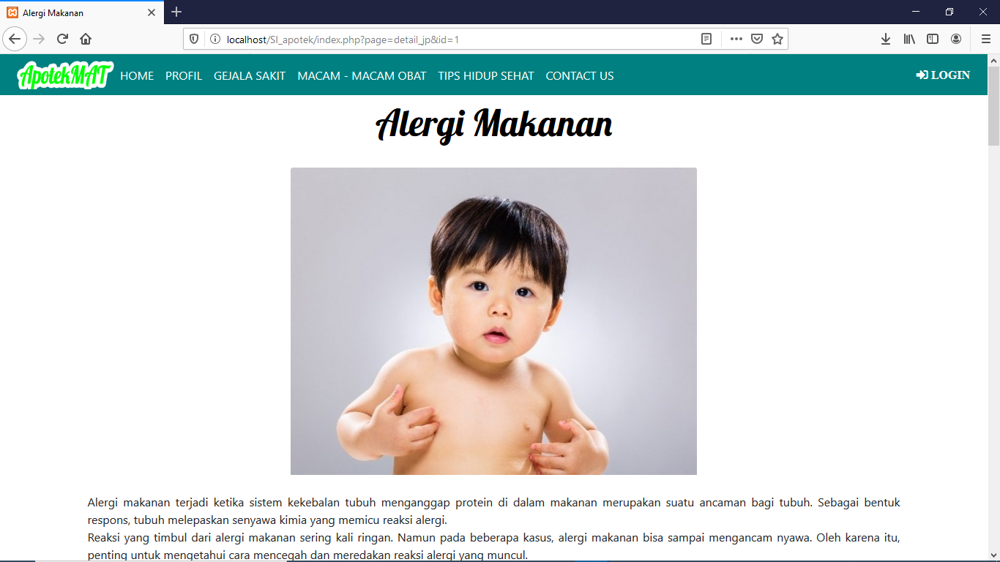 Alergi Makanan
localhost/SI_apotek/index.php?page=detail_jp&id=1
ApotekMAT HOME PROFIL GEJALA SAKIT MACAM - MACAM OBAT TIPS HIDUP SEHAT CONTACT US LOGIN
Alergi Makanan
Alergi makanan terjadi ketika sistem kekebalan tubuh menganggap protein di dalam makanan merupakan suatu ancaman bagi tubuh. Sebagai bentuk
respons, tubuh melepaskan senyawa kimia yang memicu reaksi alergi.
Reaksi yang timbul dari alergi makanan sering kali ringan. Namun pada beberapa kasus, alergi makanan bisa sampai mengancam nyawa. Oleh karena itu,
penting untuk mengetahui cara mencegah dan meredakan reaksi alergi yang muncul.